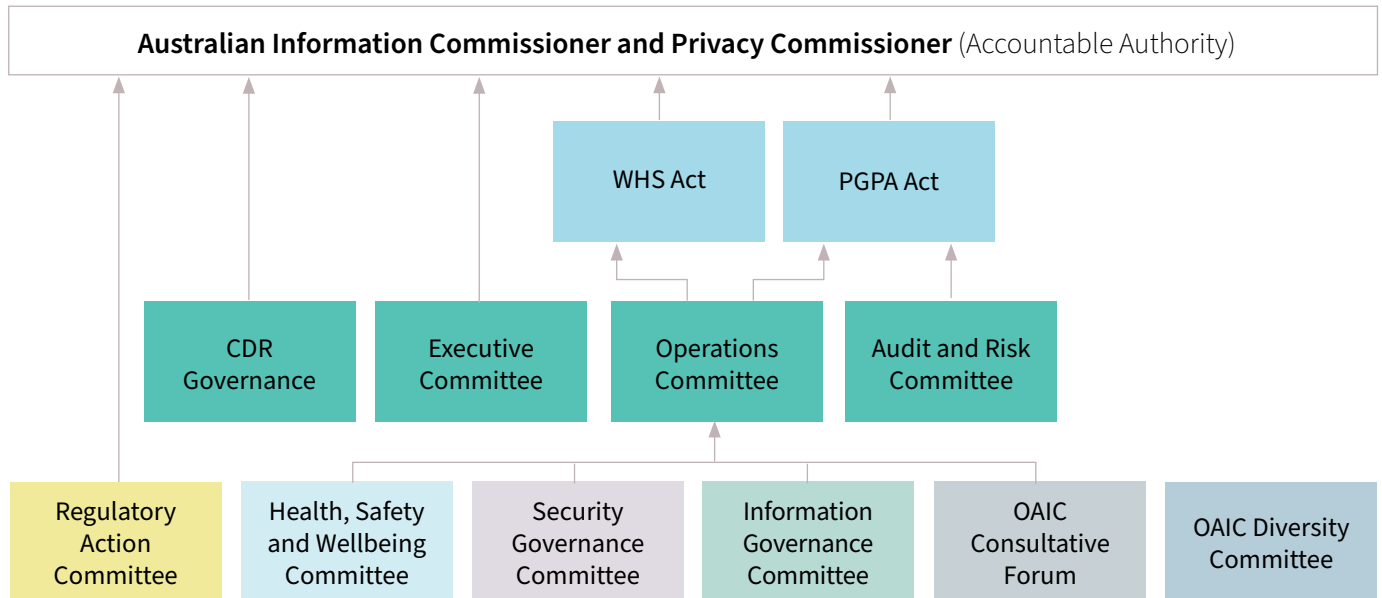 Australian Information Commissioner and Privacy Commissioner (Accountable Authority)
WHS Act
PGPA Act
CDR
Governance
Executive
Committee
Operations
Committee
Audit and Risk
Committee
Regulatory
Action
Committee
Health, Safety
and Wellbeing
Committee
Security
Governance
Committee
Information
Governance
Committee
OAIC
Consultative
Forum
OAIC Diversity
Committee